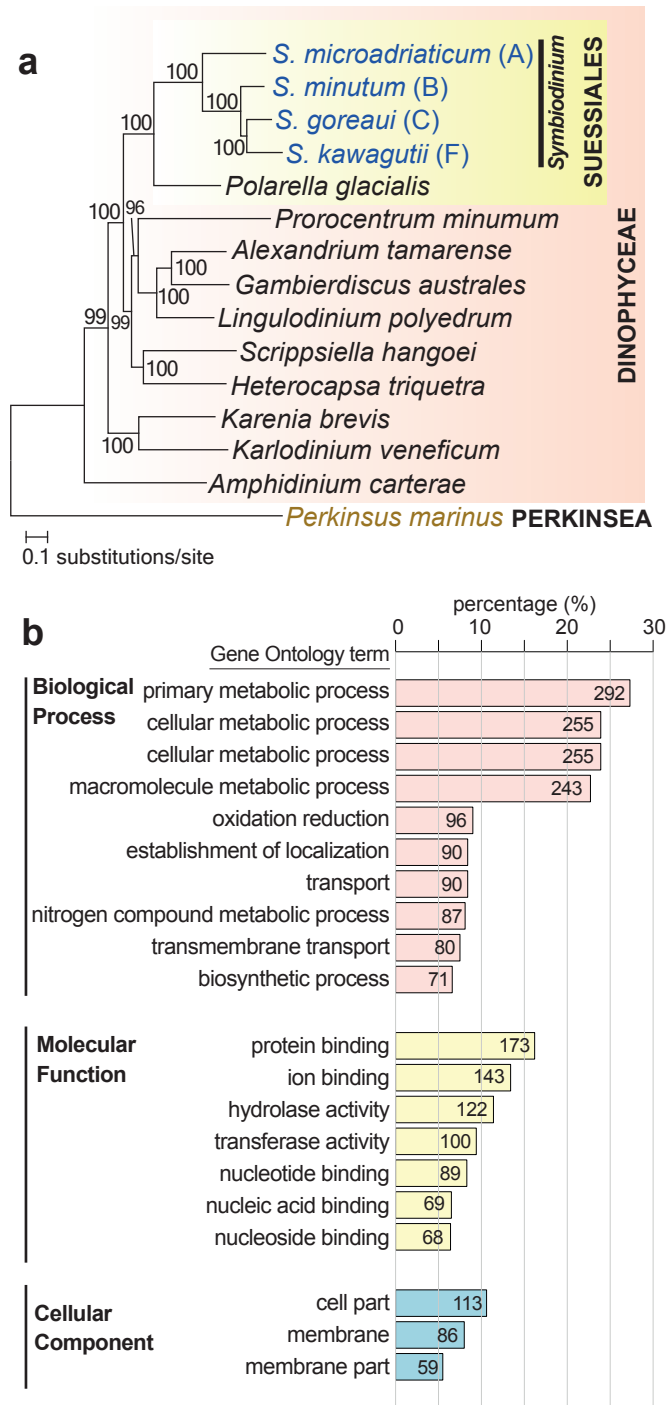 a
100
S. microadriaticum (A)
100
S. minutum (B)
S. goreaui (C)
100
S. kawagutii (F)
Symbiodinium
SUESSIALES
100
Polarella glacialis
100
96
Prorocentrum minumum
Alexandrium tamarense
100
Gambierdiscus australes
100
Lingulodinium polyedrum
99
99
Scrippsiella hangoei
100
Heterocapsa triquetra
DINOPHYCEAE
Karenia brevis
100
Karlodinium veneficum
Amphidinium carterae
Perkinsus marinus PERKINSEA
0.1 substitutions/site
b
percentage (%)
0 10 20 30
Gene Ontology term
Biological
Process
primary metabolic process 292
cellular metabolic process 255
cellular metabolic process 255
macromolecule metabolic process 243
oxidation reduction 96
establishment of localization 90
transport 90
nitrogen compound metabolic process 87
transmembrane transport 80
biosynthetic process 71
Molecular
Function
protein binding 173
ion binding 143
hydrolase activity 122
transferase activity 100
nucleotide binding 89
nucleic acid binding 69
nucleoside binding 68
Cellular
Component
cell part 113
membrane 86
membrane part 59